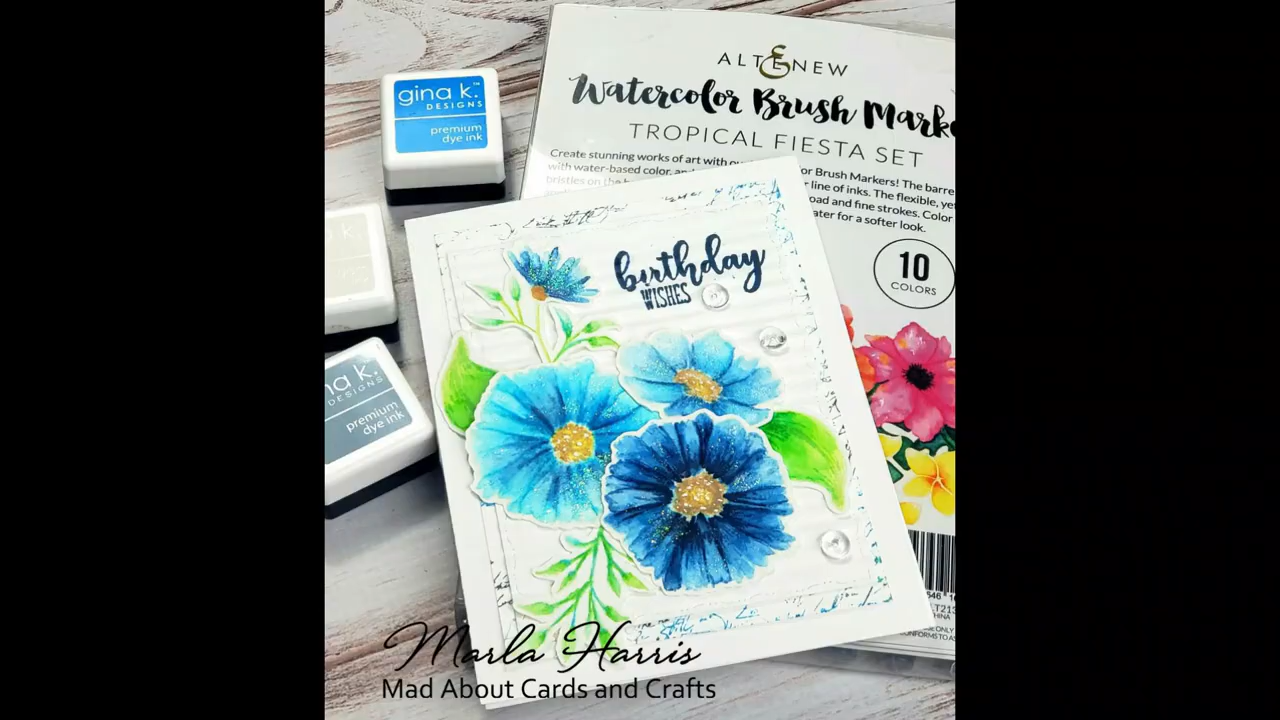 ALTENEW
Watercolor Brush Marke
TROPICAL FIESTA SET
Create stunning works of art with ou
or Brush Markers! The barre
with water-based color, and
r line of inks. The flexible, ye
bristles on the b
oad and fine strokes. Color
ater for a softer look.
10
COLORS
gina k.
DESIGNS
premium
dye ink
na k.
DESIGNS
premium
dye ink
birthday
WISHES
Marla Harris
Mad About Cards and Crafts